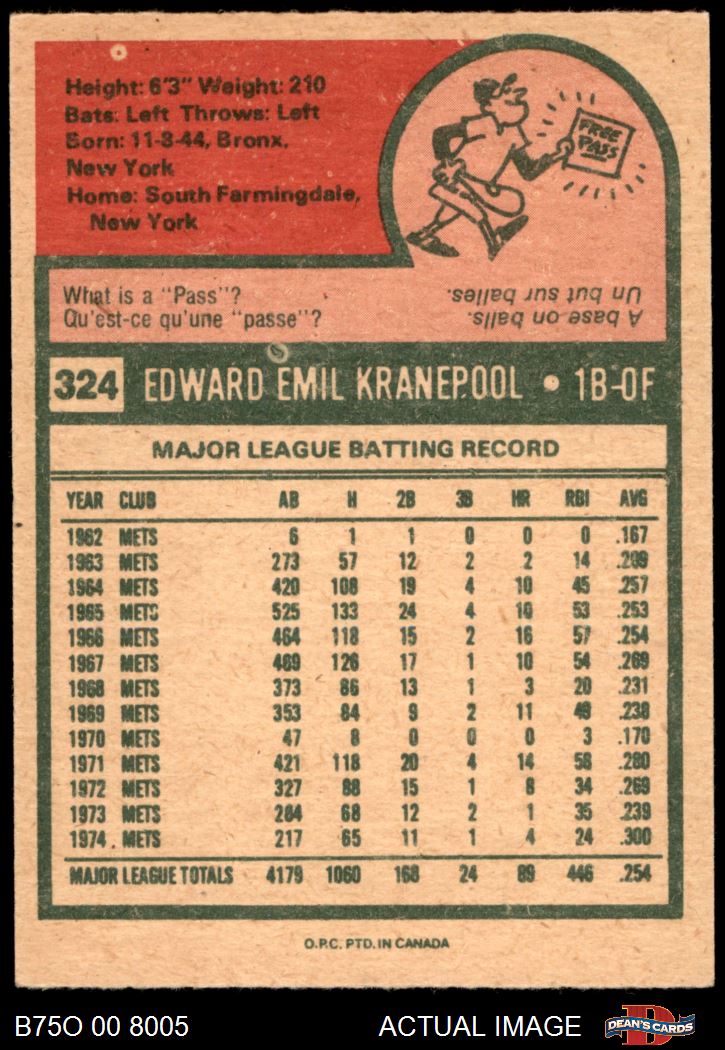 Height: 6'3" Weight: 210
Bats: Left Throws: Left
Born: 11-8-44, Bronx,
New York
Home: South Farmingdale,
New York
FREE
PASS
What is a "Pass"?
Qu'est-ce qu'une "passe"?
A base on balls.
Un but sur balles.
324 EDWARD EMIL KRANEPOOL • 1B-OF
MAJOR LEAGUE BATTING RECORD
YEAR CLUB AB H 2B 3B HR RBI AVG
1962 METS 6 1 1 0 0 0 .167
1963 METS 273 57 12 2 2 14 .209
1964 METS 420 108 19 4 10 45 .257
1965 METS 525 133 24 4 10 53 .253
1966 METS 464 118 15 2 16 57 .254
1967 METS 469 126 17 1 10 54 .269
1968 METS 373 86 13 1 3 20 .231
1969 METS 353 84 9 2 11 49 .238
1970 METS 47 8 0 0 0 3 .170
1971 METS 421 118 20 4 14 58 .280
1972 METS 327 88 15 1 8 34 .269
1973 METS 284 68 12 2 1 35 .239
1974 METS 217 65 11 1 4 24 .300
MAJOR LEAGUE TOTALS 4179 1060 168 24 89 446 .254
O.P.C. PTD. IN CANADA
B75O 00 8005 ACTUAL IMAGE
D
DEAN'S CARDS